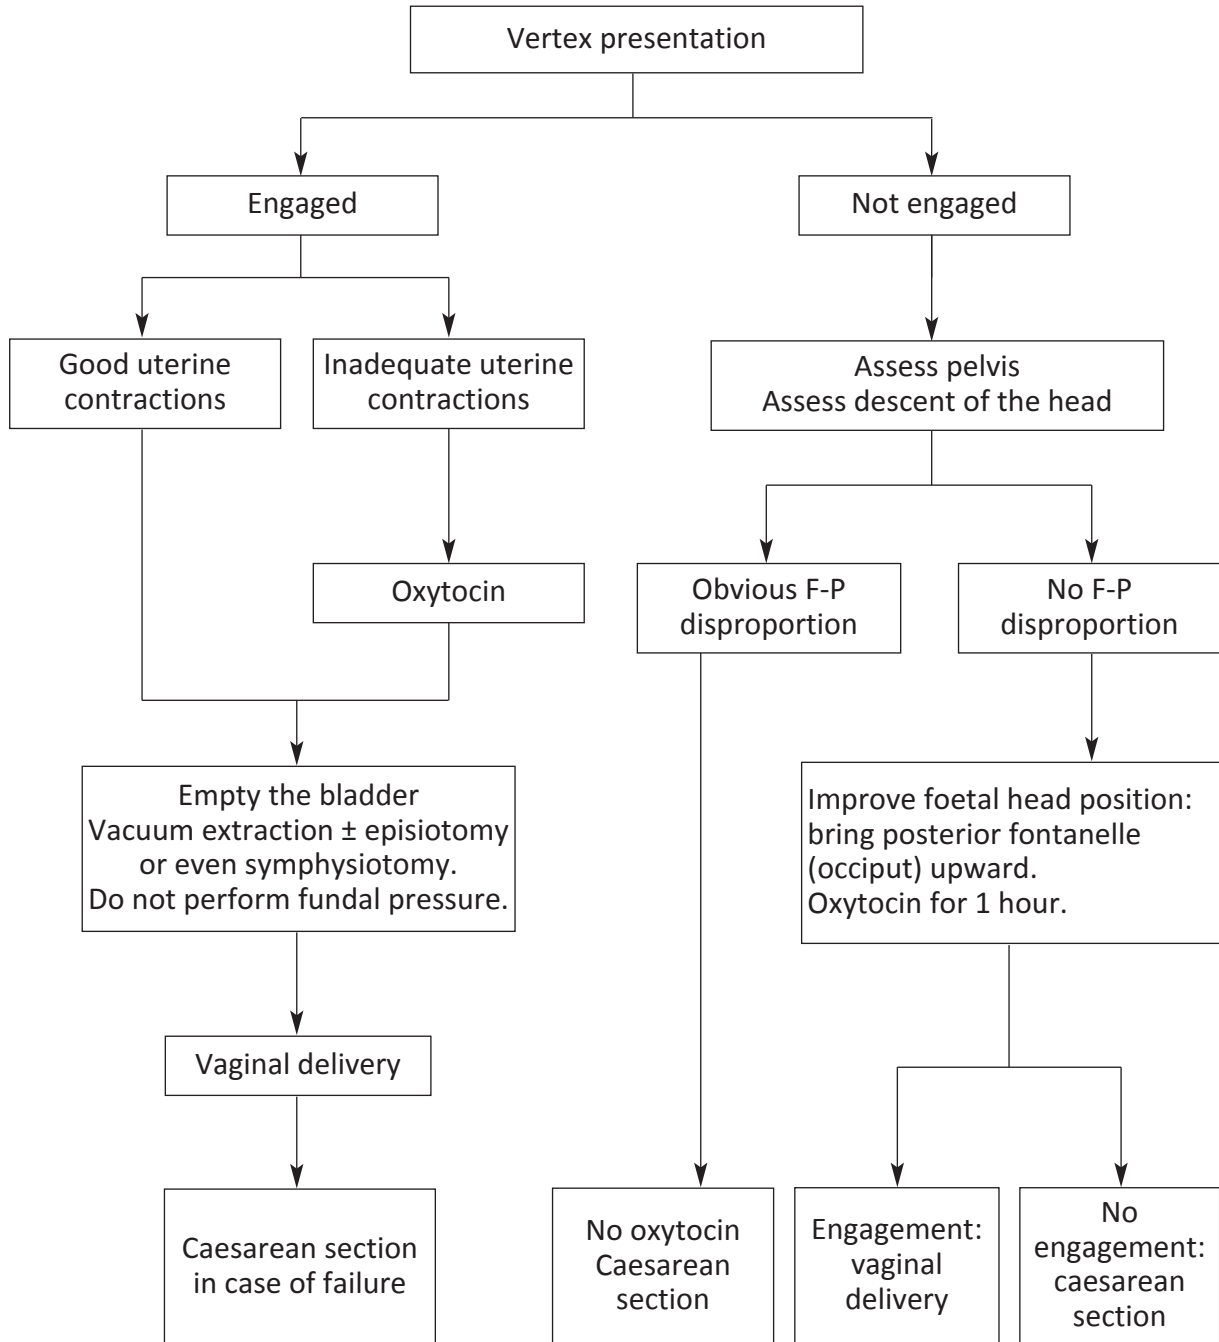 Vertex presentation
Engaged
Not engaged
Good uterine
contractions
Inadequate uterine
contractions
Assess pelvis
Assess descent of the head
Oxytocin
Obvious F-P
disproportion
No F-P
disproportion
Empty the bladder
Vacuum extraction ± episiotomy
or even symphysiotomy.
Do not perform fundal pressure.
Improve foetal head position:
bring posterior fontanelle
(occiput) upward.
Oxytocin for 1 hour.
Vaginal delivery
Caesarean section
in case of failure
No oxytocin
Caesarean
section
Engagement:
vaginal
delivery
No
engagement:
caesarean
section